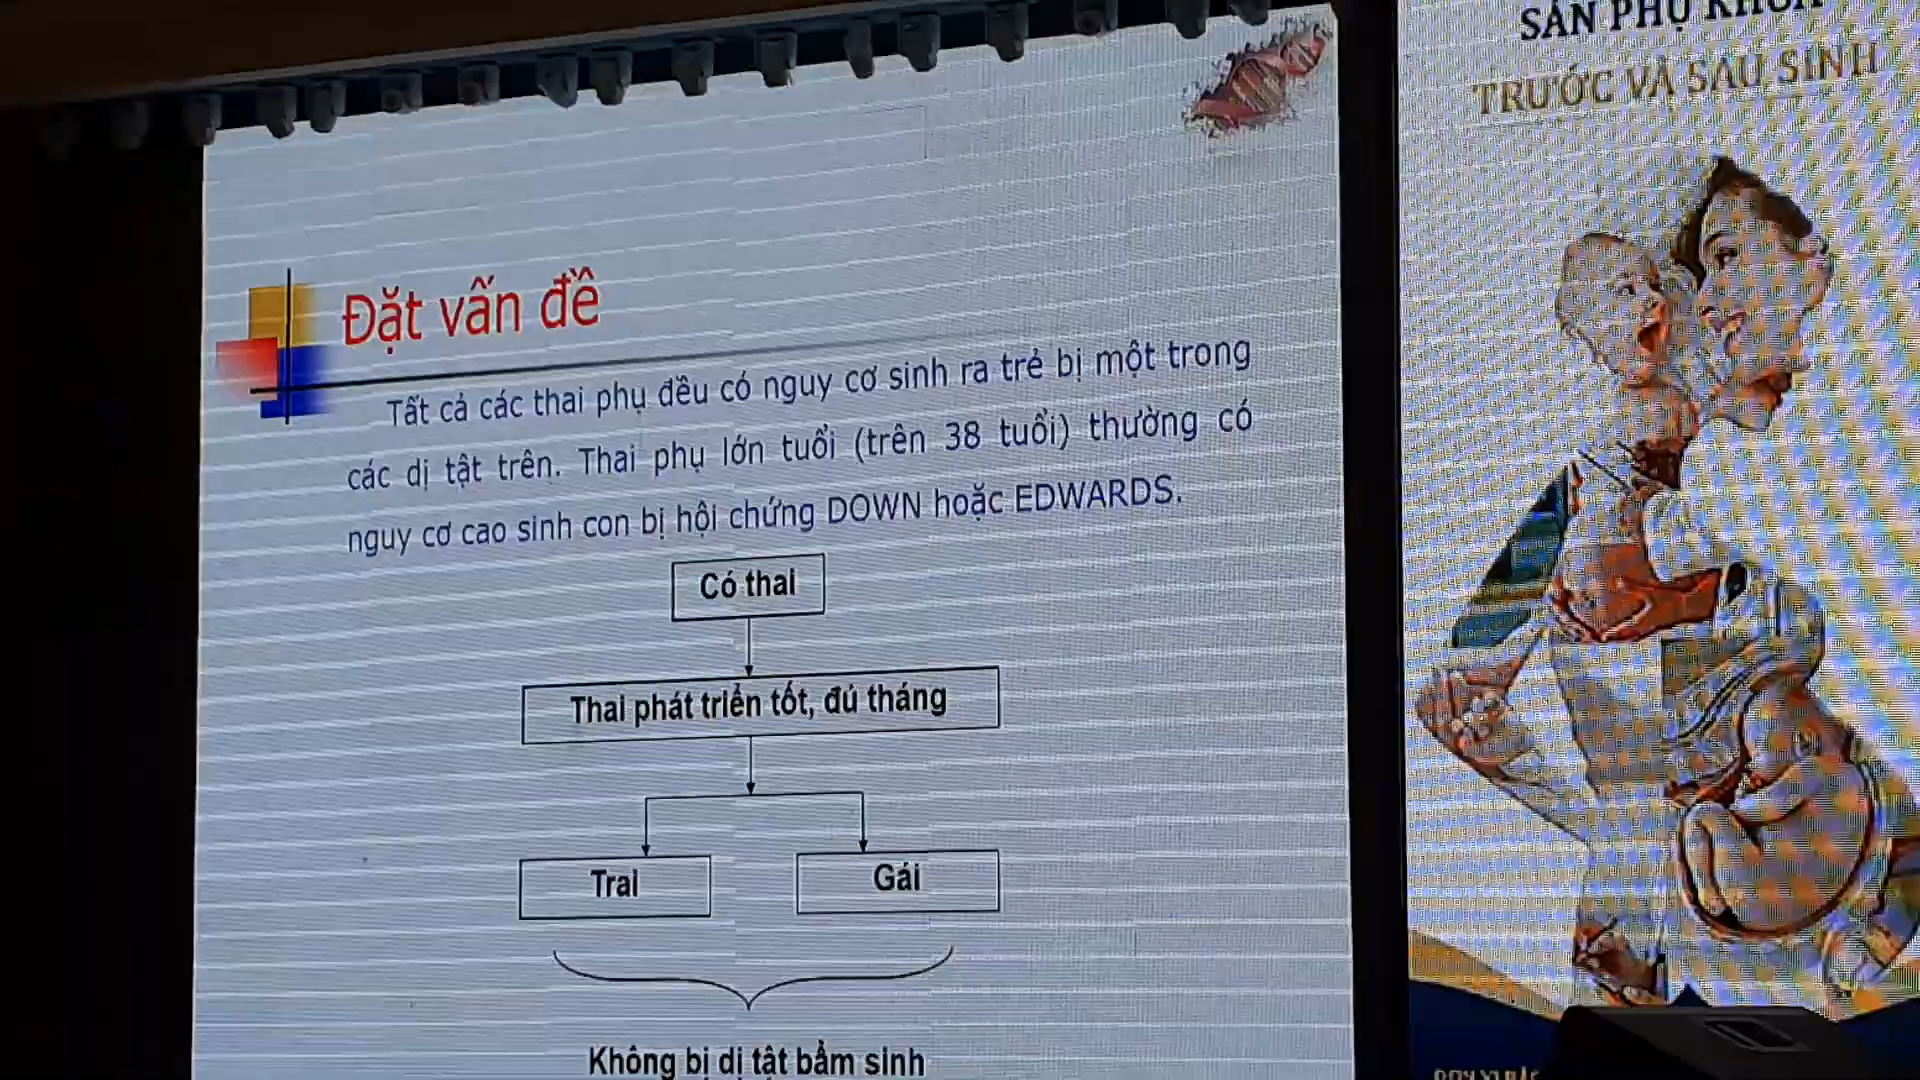 SẢN PHỤ KHOA
TRƯỚC VÀ SAU SINH
Đặt vấn đề
Tất cả các thai phụ đều có nguy cơ sinh ra trẻ bị một trong
các dị tật trên. Thai phụ lớn tuổi (trên 38 tuổi) thường có
nguy cơ cao sinh con bị hội chứng DOWN hoặc EDWARDS.
Có thai
Thai phát triển tốt, đủ tháng
Trai
Gái
Không bị dị tật bẩm sinh